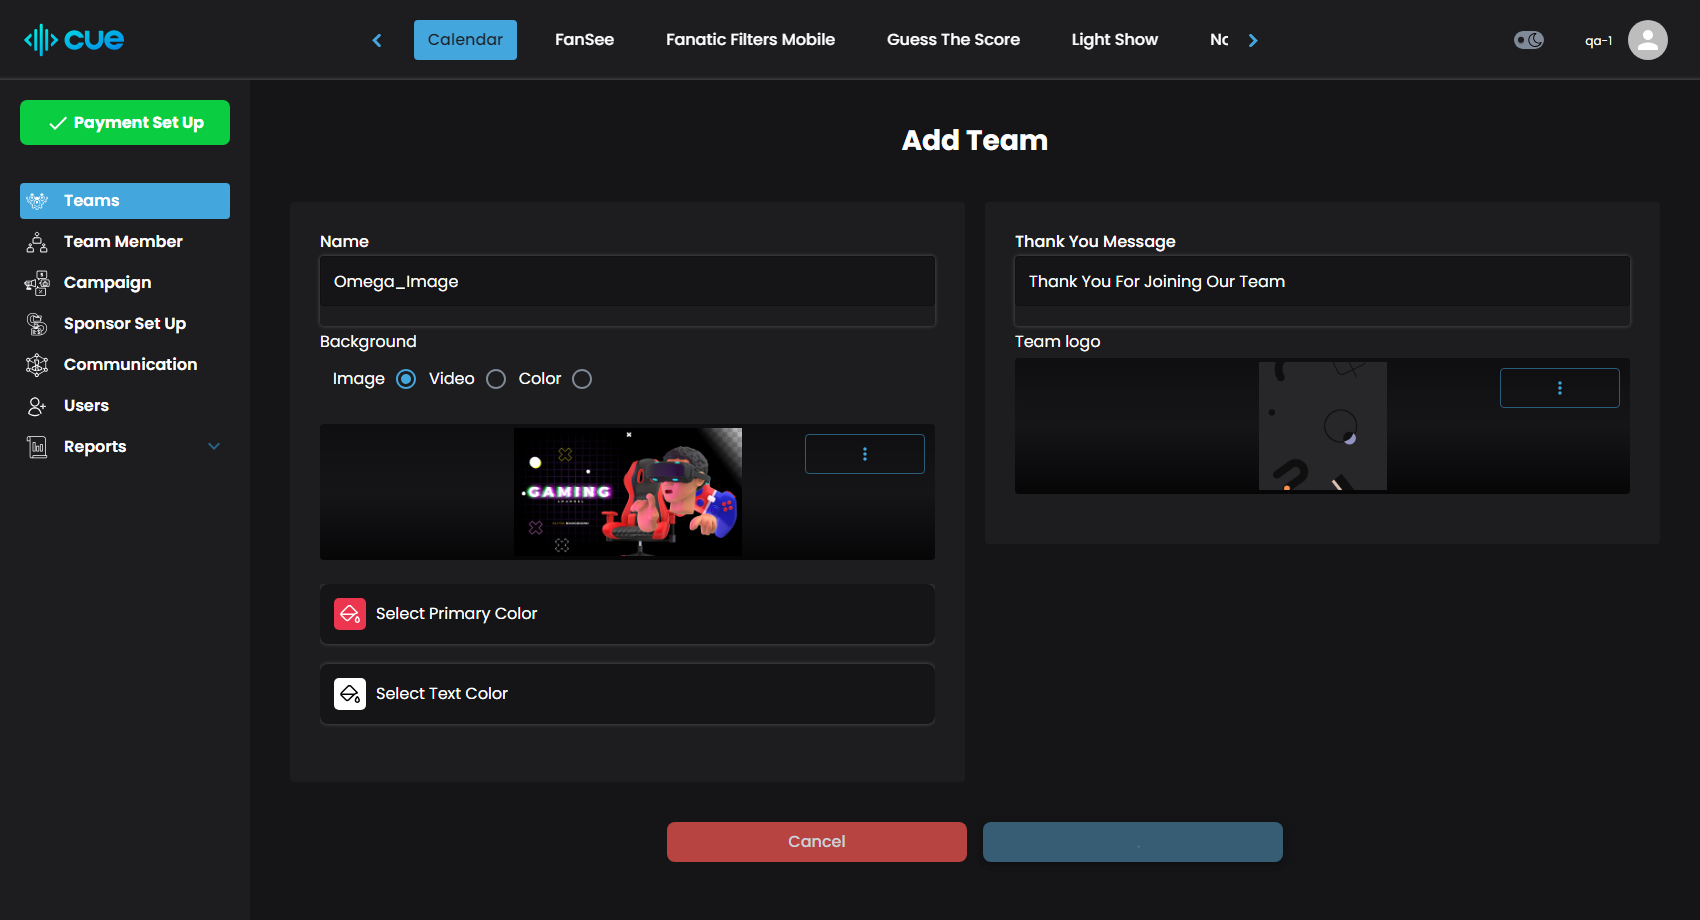 cue
Calendar
FanSee
Fanatic Filters Mobile
Guess The Score
Light Show
qa-1
Payment Set Up
Teams
Team Member
Campaign
Sponsor Set Up
Communication
Users
Reports
Add Team
Name
Omega_Image
Background
Image
Video
Color
GAMING
CHANNEL
Select Primary Color
Select Text Color
Thank You Message
Thank You For Joining Our Team
Team logo
Cancel